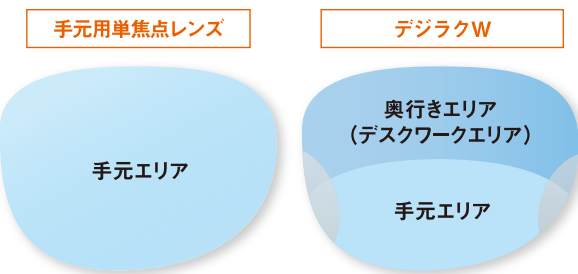 手元用単焦点レンズ
デジラクW
手元エリア
奥行きエリア
（デスクワークエリア）
手元エリア